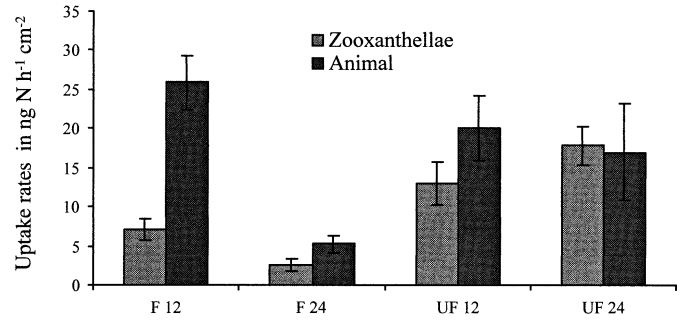 35
30
25
20
15
10
5
0
Uptake rates in ng N h⁻¹ cm⁻²
Zooxanthellae
Animal
F 12
F 24
UF 12
UF 24